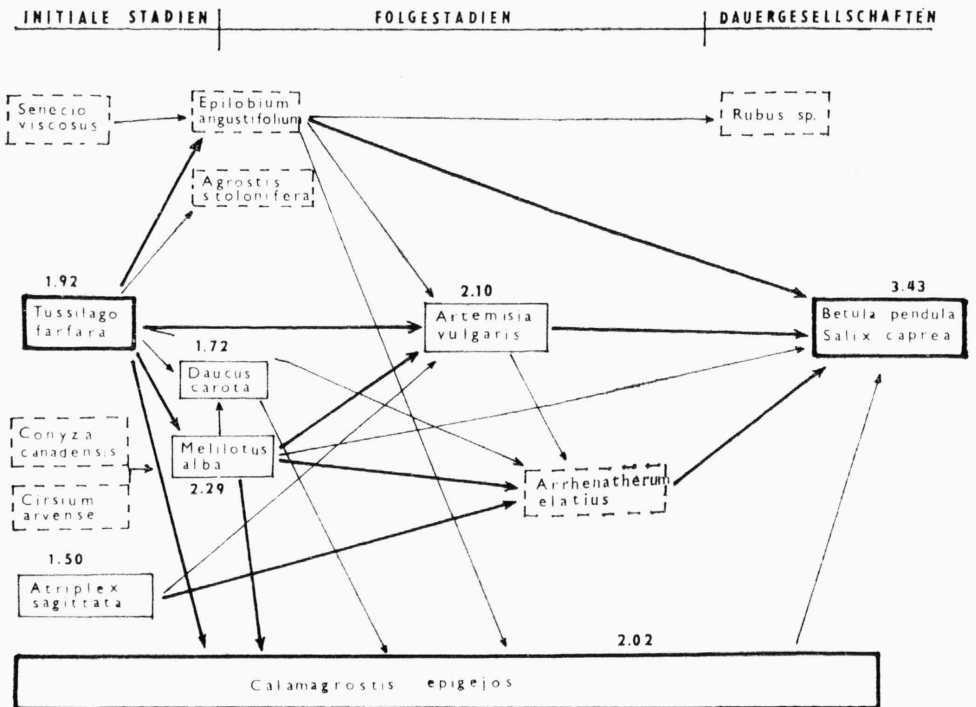 INITIALE STADIEN
FOLGESTADIEN
DAUERGESELLSCHAFTEN
Senecio
viscosus
Epilobium
angustifolium
Rubus sp.
Agrostis
stolonifera
1.92
Tussilago
farfara
2.10
Artemisia
vulgaris
3.43
Betula pendula
Salix caprea
1.72
Daucus
carota
Conyza
canadensis
Melilotus
alba
2.29
Cirsium
arvense
Arrhenatherum
elatius
1.50
Atriplex
sagittata
2.02
Calamagrostis epigejos